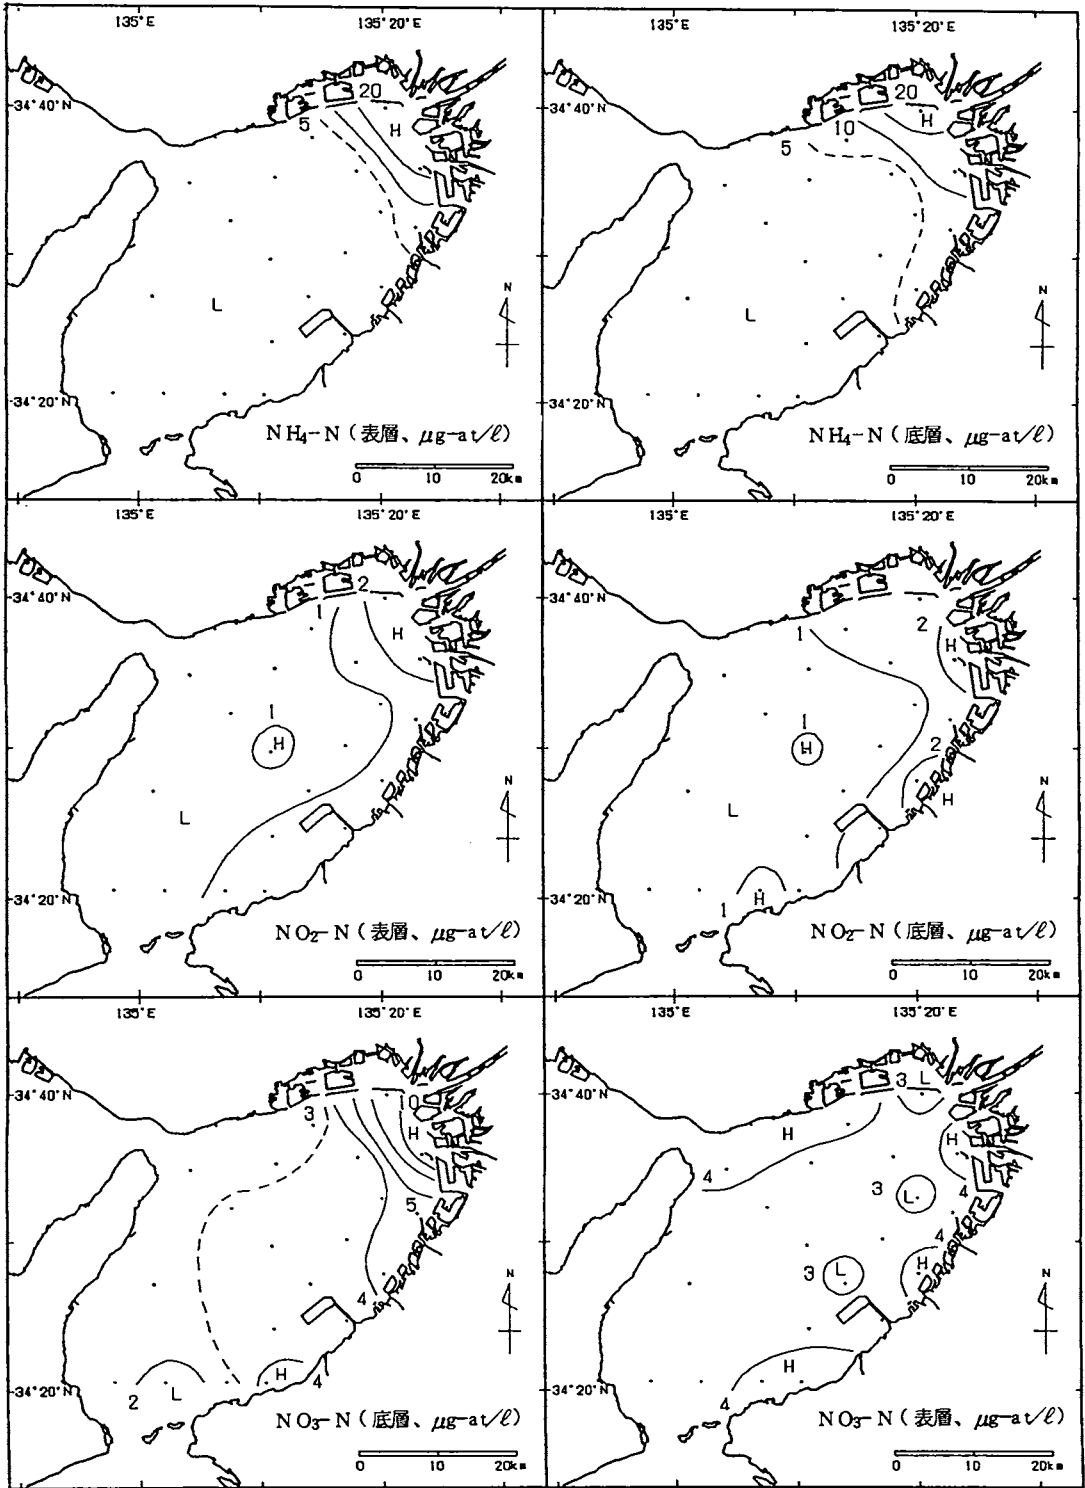 135°E
135°20'E
34°40'N
20
5
H
L
N
34°20'N
NH₄-N(表層、μg-at/ℓ)
0 10 20km
135°E
135°20'E
20
H
10
5
L
N
34°20'N
NH₄-N(底層、μg-at/ℓ)
0 10 20km
135°E
135°20'E
34°40'N
2
1
H
1
H
L
N
34°20'N
NO₂-N(表層、μg-at/ℓ)
0 10 20km
135°E
135°20'E
34°40'N
2
1
H
1
H
2
H
L
N
H
1
34°20'N
NO₂-N(底層、μg-at/ℓ)
0 10 20km
135°E
135°20'E
34°40'N
3
H
5
N
4
H
4
2
L
34°20'N
NO₃-N(底層、μg-at/ℓ)
0 10 20km
135°E
135°20'E
34°40'N
3
L
H
H
4
3
L
4
4
H
3
L
N
H
4
34°20'N
NO₃-N(表層、μg-at/ℓ)
0 10 20km